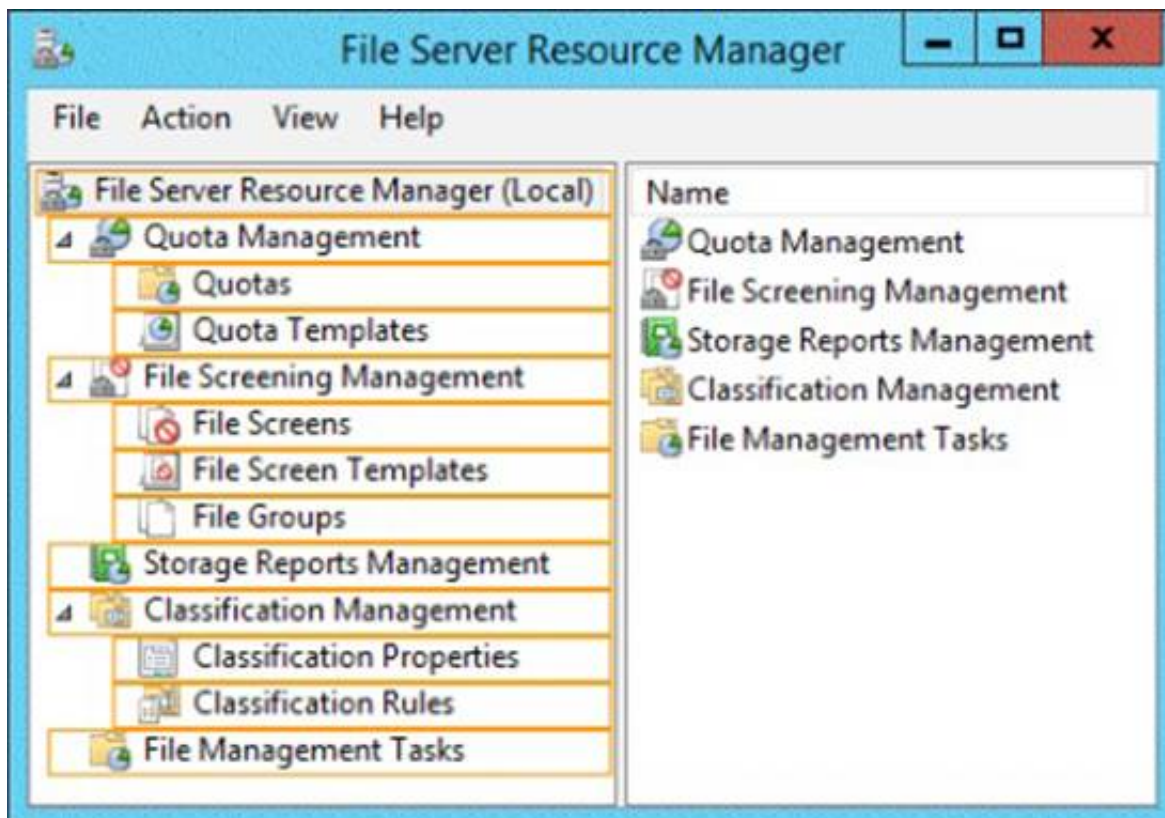 File Server Resource Manager
File Action View Help
File Server Resource Manager (Local)
Quota Management
Quotas
Quota Templates
File Screening Management
File Screens
File Screen Templates
File Groups
Storage Reports Management
Classification Management
Classification Properties
Classification Rules
File Management Tasks
Name
Quota Management
File Screening Management
Storage Reports Management
Classification Management
File Management Tasks